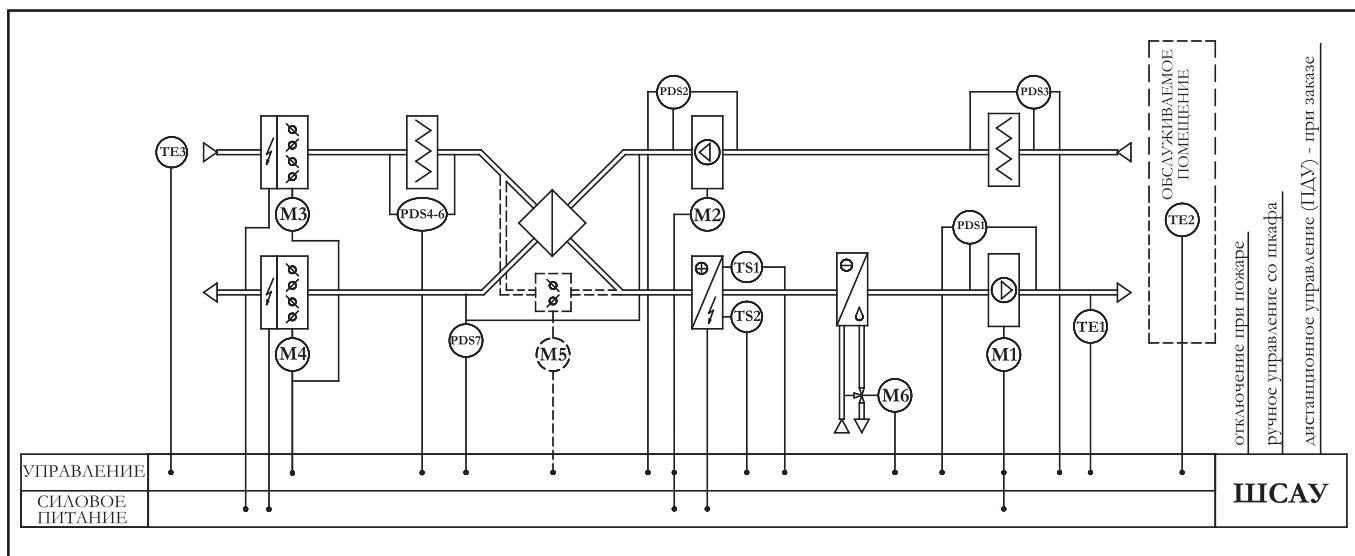 PDS2
PDS3
TE3
ОБСЛУЖИВАЕМОЕ
ПОМЕЩЕНИЕ
M3
PDS4-6
M2
PDS1
TE2
TS1
TS2
M4
PDS7
M5
M1
TE1
M6
отключение при пожаре
ручное управление со шкафа
дистанционное управление (ПДУ) - при заказе
УПРАВЛЕНИЕ
СИЛОВОЕ
ПИТАНИЕ
ШСАУ